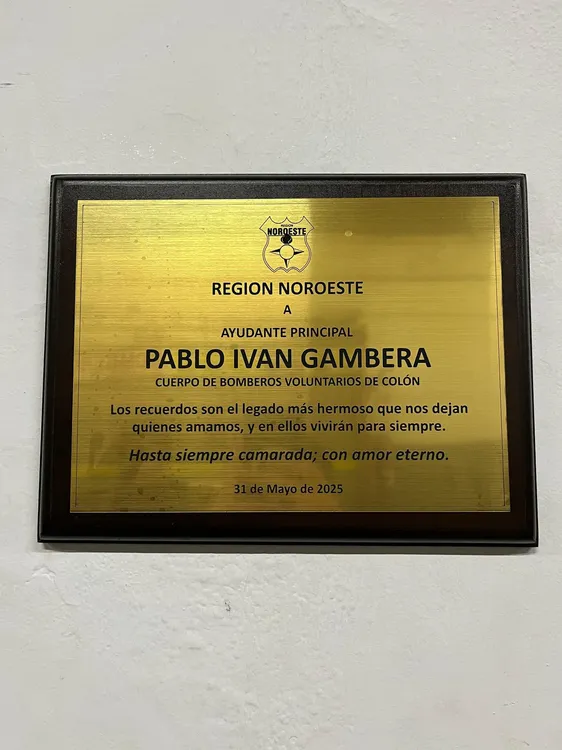 REGION
NOROESTE
REGION NOROESTE
A
AYUDANTE PRINCIPAL
PABLO IVAN GAMBERA
CUERPO DE BOMBEROS VOLUNTARIOS DE COLÓN
Los recuerdos son el legado más hermoso que nos dejan
quienes amamos, y en ellos vivirán para siempre.
Hasta siempre camarada; con amor eterno.
31 de Mayo de 2025